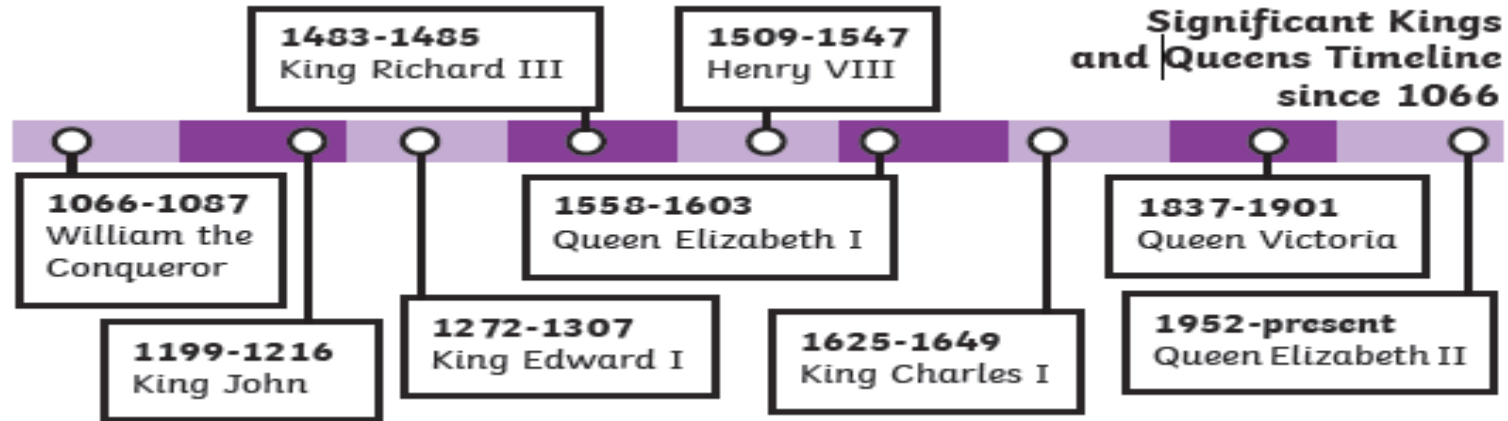 Significant Kings
and Queens Timeline
since 1066
1066-1087
William the
Conqueror
1199-1216
King John
1272-1307
King Edward I
1483-1485
King Richard III
1509-1547
Henry VIII
1558-1603
Queen Elizabeth I
1625-1649
King Charles I
1837-1901
Queen Victoria
1952-present
Queen Elizabeth II